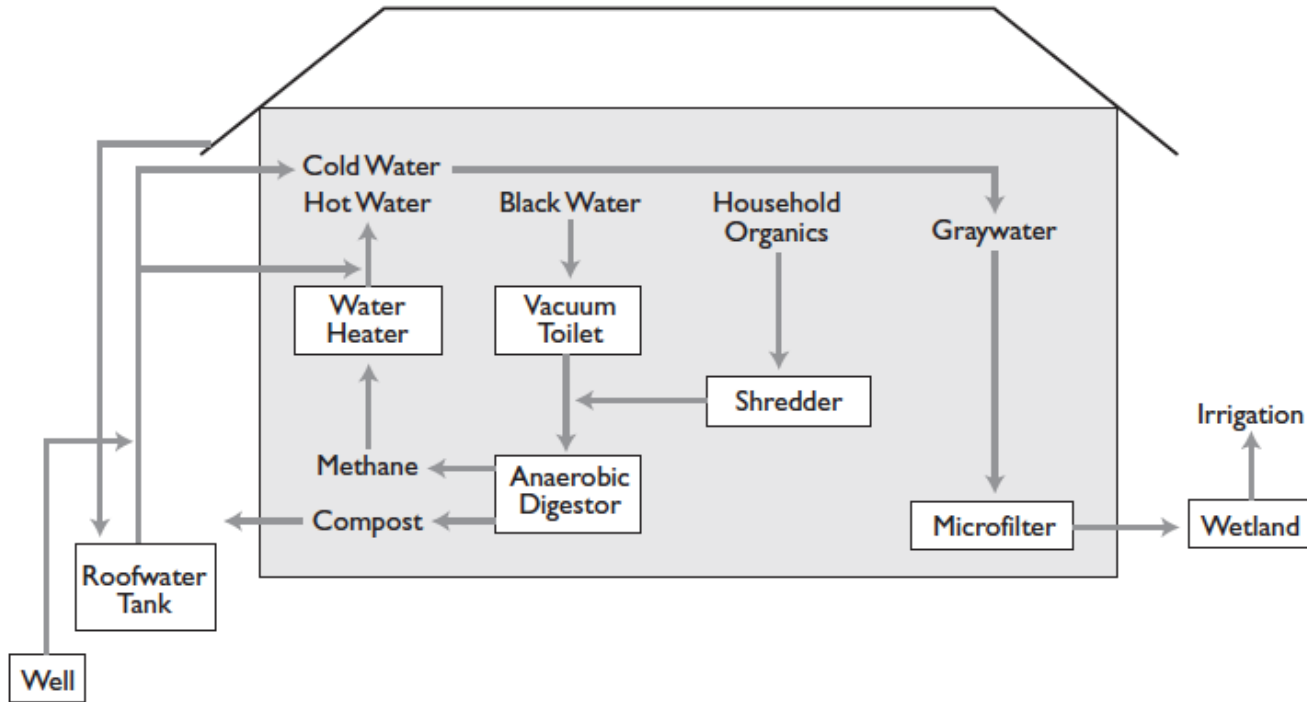 Cold Water
Hot Water
Black Water
Household
Organics
Graywater
Water
Heater
Vacuum
Toilet
Shredder
Irrigation
Methane
Anaerobic
Digestor
Compost
Microfilter
Wetland
Roofwater
Tank
Well